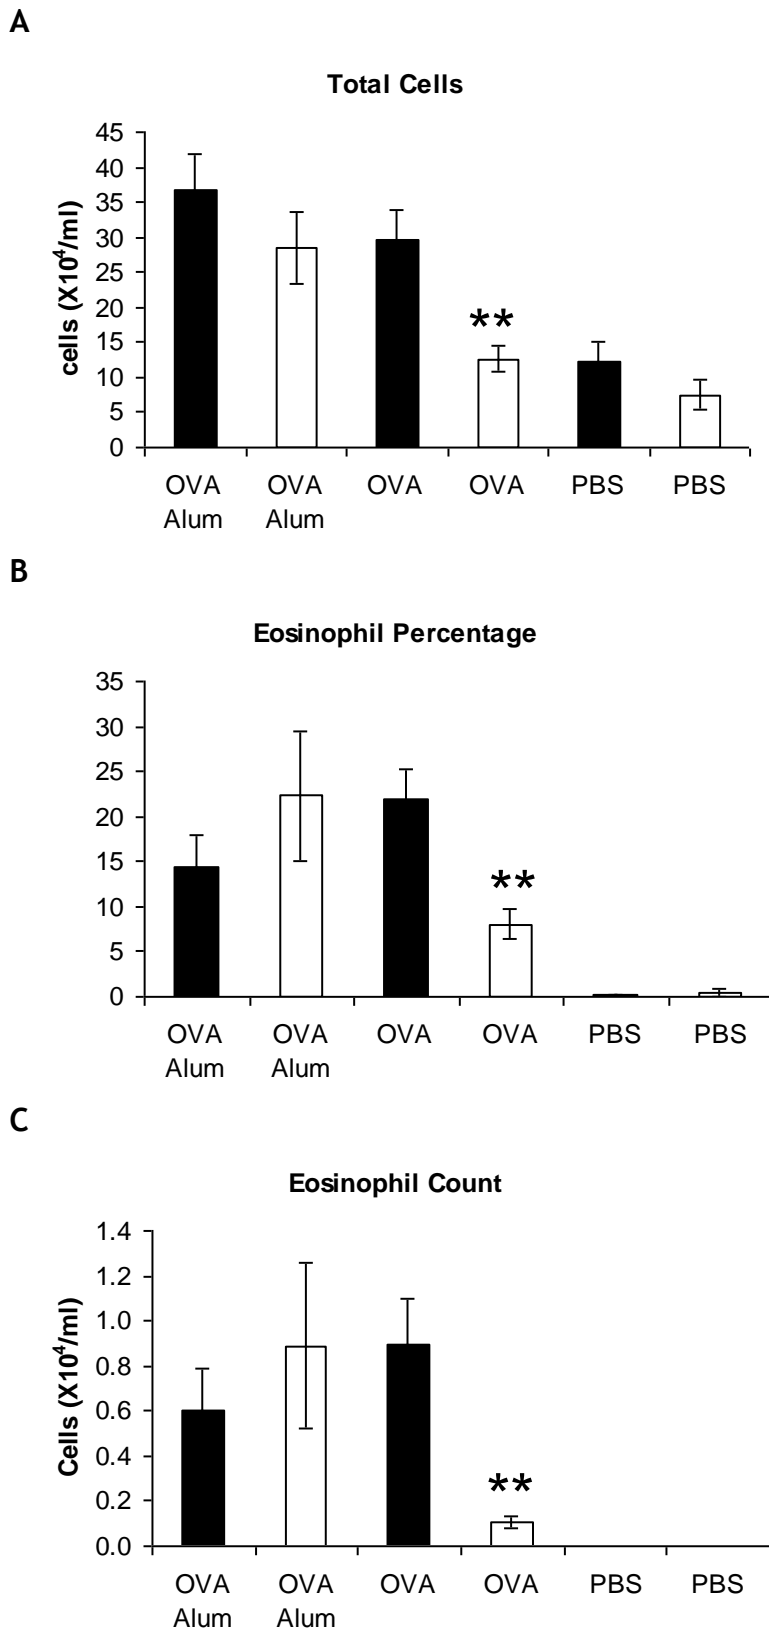 A
Total Cells
cells (X10⁴/ml)
45
40
35
30
25
20
15
10
5
0
**
OVA Alum
OVA Alum
OVA
OVA
PBS
PBS
B
Eosinophil Percentage
35
30
25
20
15
10
5
0
**
OVA Alum
OVA Alum
OVA
OVA
PBS
PBS
C
Eosinophil Count
Cells (X10⁴/ml)
1.4
1.2
1.0
0.8
0.6
0.4
0.2
0.0
**
OVA Alum
OVA Alum
OVA
OVA
PBS
PBS